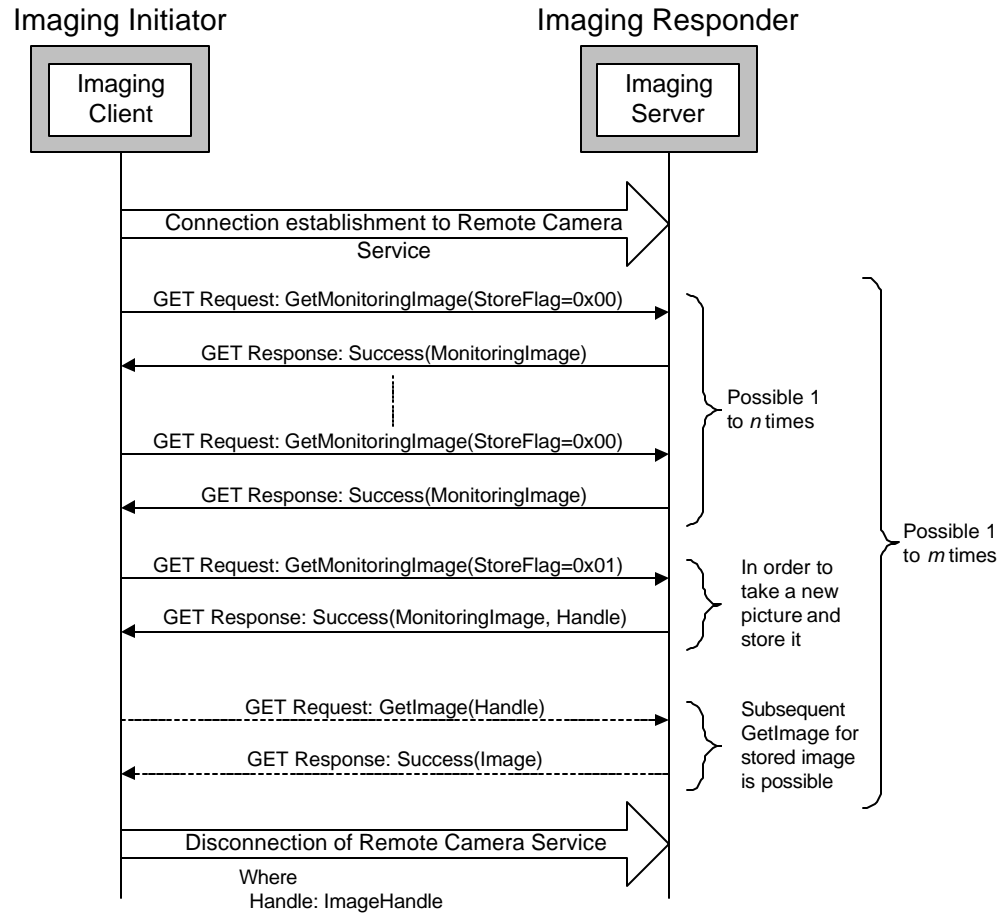 Imaging Initiator
Imaging Responder
Imaging
Client
Imaging
Server
Connection establishment to Remote Camera
Service
GET Request: GetMonitoringImage(StoreFlag=0x00)
GET Response: Success(MonitoringImage)
GET Request: GetMonitoringImage(StoreFlag=0x00)
GET Response: Success(MonitoringImage)
Possible 1
to n times
GET Request: GetMonitoringImage(StoreFlag=0x01)
GET Response: Success(MonitoringImage, Handle)
In order to
take a new
picture and
store it
Possible 1
to m times
GET Request: GetImage(Handle)
GET Response: Success(Image)
Subsequent
GetImage for
stored image
is possible
Disconnection of Remote Camera Service
Where
Handle: ImageHandle